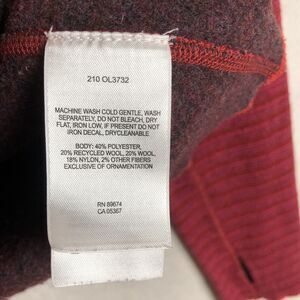 210 OL3732
MACHINE WASH COLD GENTLE, WASH
SEPARATELY, DO NOT BLEACH, DRY
FLAT, IRON LOW, IF PRESENT DO NOT
IRON DECAL, DRYCLEANABLE
BODY: 40% POLYESTER
20% RECYCLED WOOL, 20% WOOL,
18% NYLON, 2% OTHER FIBERS
EXCLUSIVE OF ORNAMENTATION
RN 89674
CA 05367